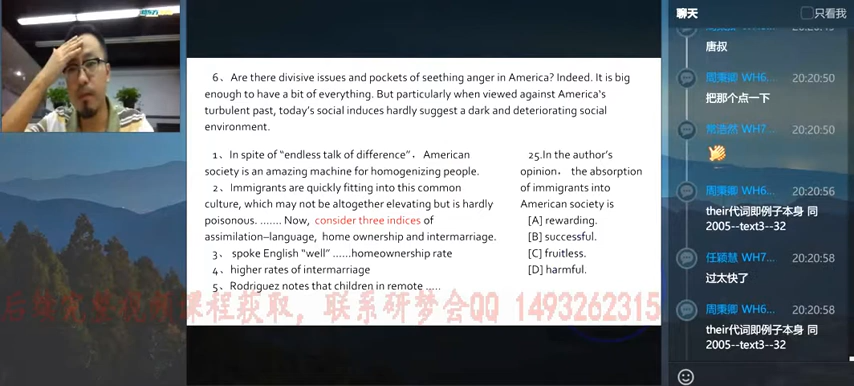 6、Are there divisive issues and pockets of seething anger in America? Indeed. It is big
enough to have a bit of everything. But particularly when viewed against America's
turbulent past, today's social induces hardly suggest a dark and deteriorating social
environment.
1、In spite of "endless talk of difference", American
society is an amazing machine for homogenizing people.
2、Immigrants are quickly fitting into this common
culture, which may not be altogether elevating but is hardly
poisonous. ....... Now, consider three indices of
assimilation–language, home ownership and intermarriage.
3、 spoke English "well" ......homeownership rate
4、higher rates of intermarriage
5、Rodriguez notes that children in remote .....
25.In the author's
opinion, the absorption
of immigrants into
American society is
[A] rewarding.
[B] successful.
[C] fruitless.
[D] harmful.
课程获取，联系研梦会QQ 1493262315
聊天
只看我
唐叔
周秉卿 WH6... 20:20:50
把那个点一下
常浩然 WH7... 20:20:50
周秉卿 WH6... 20:20:56
their代词即例子本身 同
2005--text3--32
任颖慧 WH7... 20:20:58
过太快了
周秉卿 WH6... 20:20:58
their代词即例子本身 同
2005--text3--32